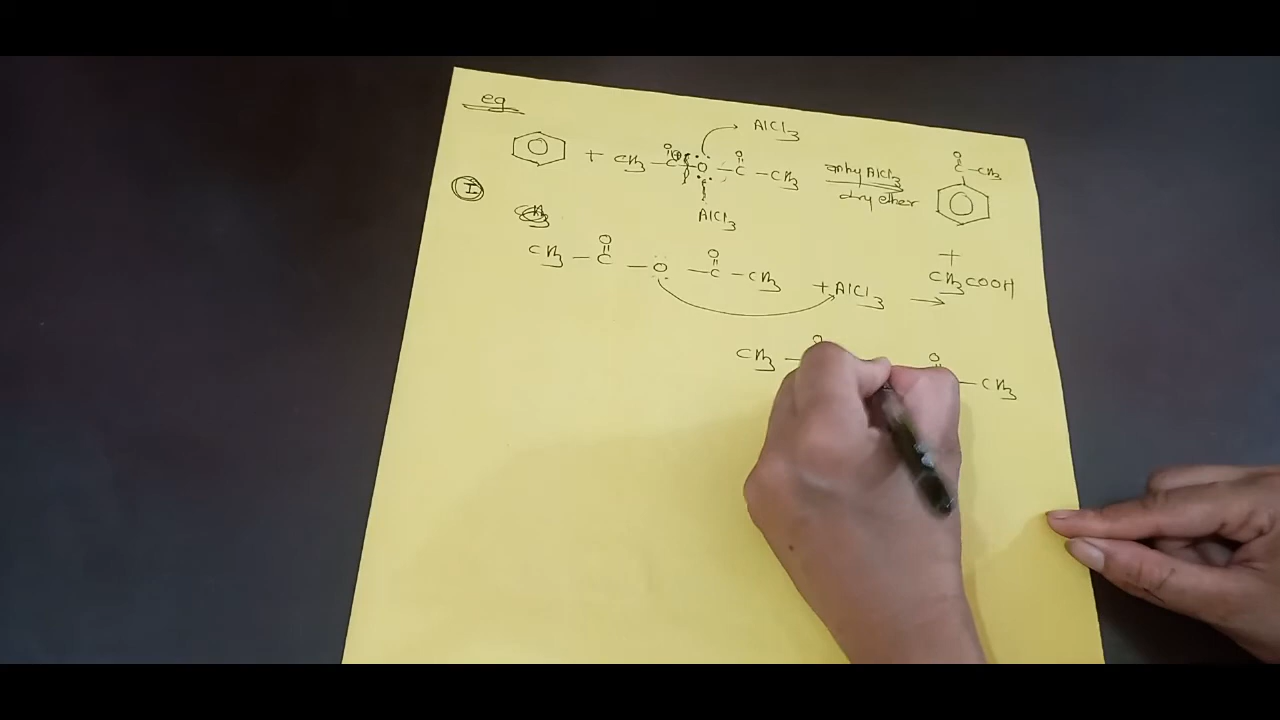 eg
AlCl3
+ CH3 – C(=O) – O – C(=O) – CH3 anhy AlCl3 / dry ether C(=O) – CH3
I
AlCl3
CH3 – C(=O) – O – C(=O) – CH3 + AlCl3 →
+
CH3COOH
CH3 – O O – CH3